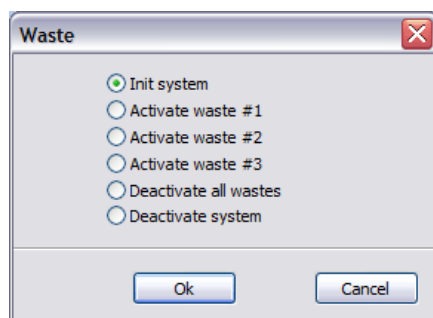 Waste
Init system
Activate waste #1
Activate waste #2
Activate waste #3
Deactivate all wastes
Deactivate system
Ok Cancel